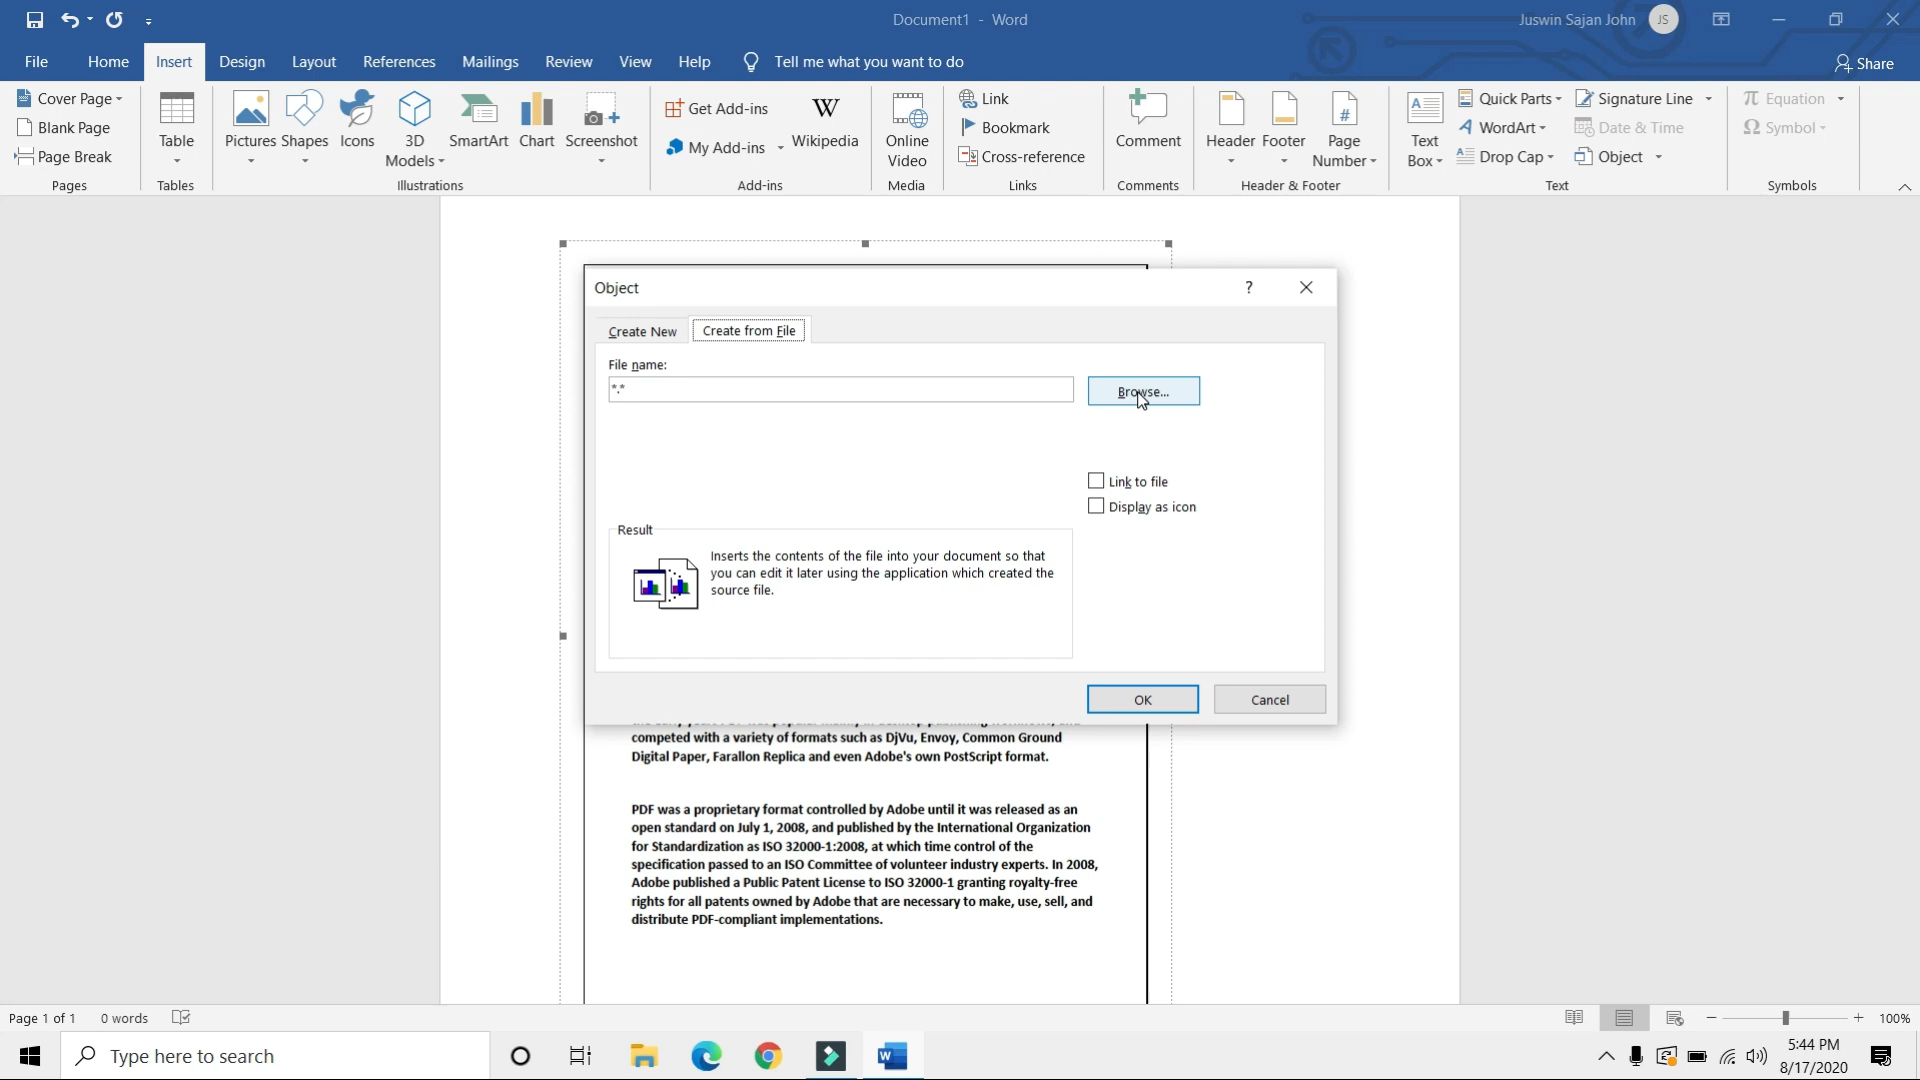 Document1 - Word
Juswin Sajan John
JS
File
Home
Insert
Design
Layout
References
Mailings
Review
View
Help
Tell me what you want to do
Share
Cover Page
Blank Page
Page Break
Pages
Table
Tables
Pictures
Shapes
Icons
3D
Models
SmartArt
Chart
Screenshot
Illustrations
Get Add-ins
My Add-ins
W
Wikipedia
Add-ins
Online
Video
Media
Link
Bookmark
Cross-reference
Links
Comment
Comments
Header
Footer
Page
Number
Header & Footer
Text
Box
Quick Parts
WordArt
Drop Cap
Signature Line
Date & Time
Object
Text
Equation
Symbol
Symbols
Object
?
Create New
Create from File
File name:
*.*
Browse...
Link to file
Display as icon
Result
Inserts the contents of the file into your document so that
you can edit it later using the application which created the
source file.
OK
Cancel
competed with a variety of formats such as DjVu, Envoy, Common Ground
Digital Paper, Farallon Replica and even Adobe's own PostScript format.
PDF was a proprietary format controlled by Adobe until it was released as an
open standard on July 1, 2008, and published by the International Organization
for Standardization as ISO 32000-1:2008, at which time control of the
specification passed to an ISO Committee of volunteer industry experts. In 2008,
Adobe published a Public Patent License to ISO 32000-1 granting royalty-free
rights for all patents owned by Adobe that are necessary to make, use, sell, and
distribute PDF-compliant implementations.
Page 1 of 1
0 words
100%
Type here to search
5:44 PM
8/17/2020